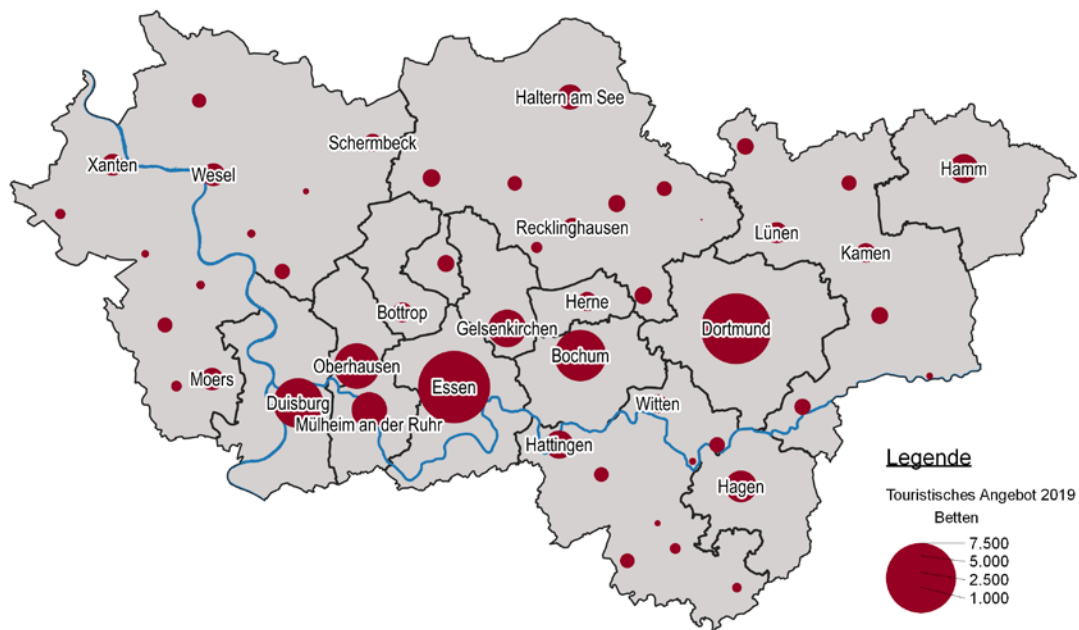 Haltern am See
Schermbeck
Xanten
Wesel
Hamm
Recklinghausen
Lünen
Kamen
Bottrop
Herne
Gelsenkirchen
Dortmund
Oberhausen
Bochum
Moers
Essen
Duisburg
Witten
Mülheim an der Ruhr
Hattingen
Hagen
Legende
Touristisches Angebot 2019
Betten
7.500
5.000
2.500
1.000